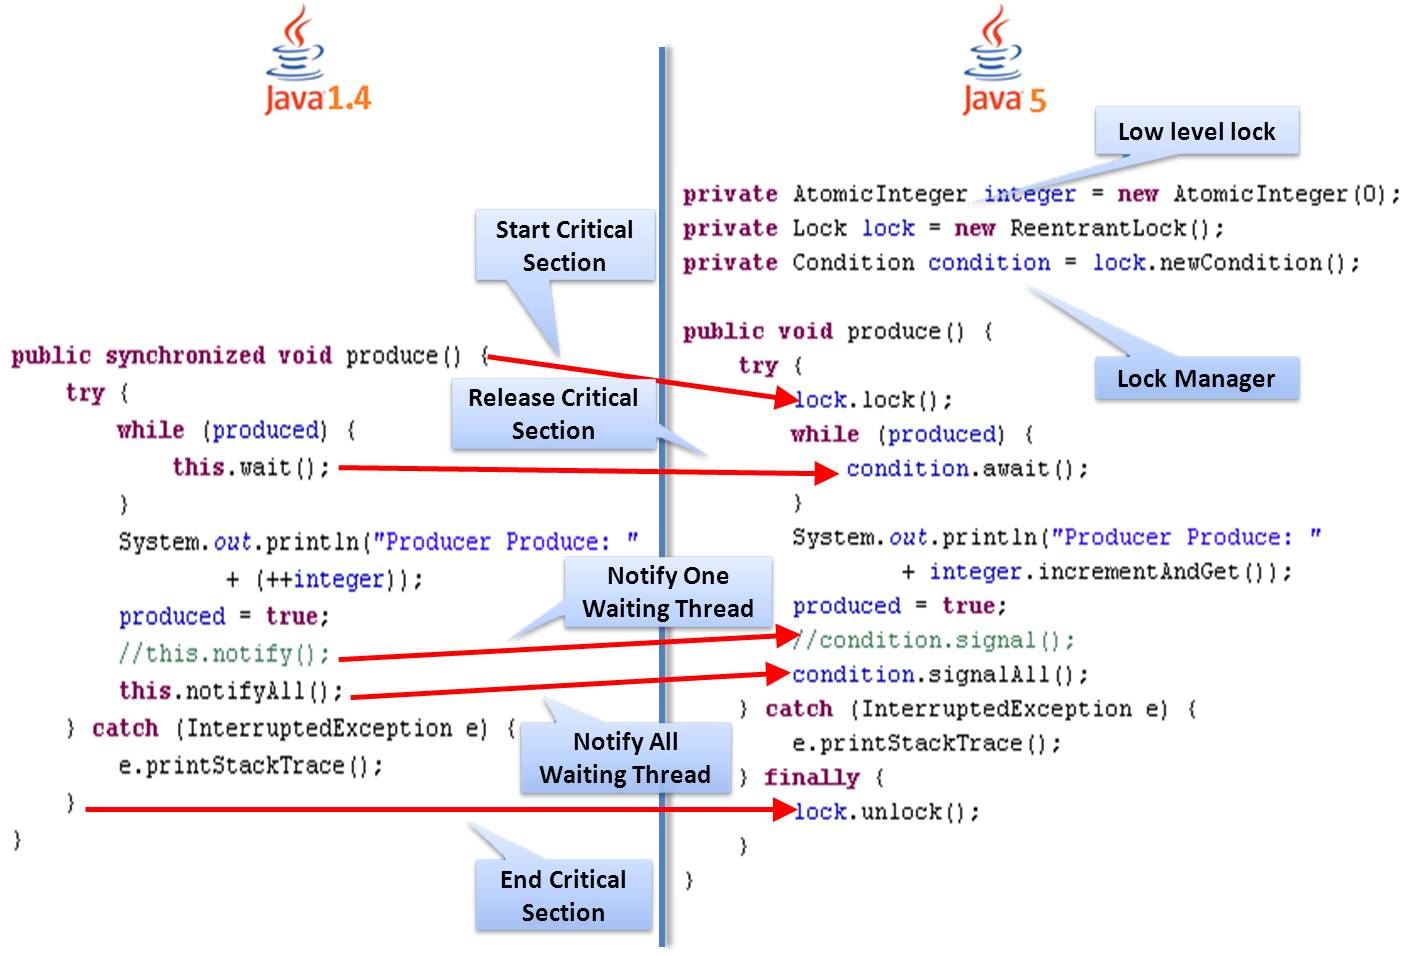 Java 1.4
Start Critical
Section
public synchronized void produce() {
try {
Release Critical
Section
while (produced) {
this.wait();
}
System.out.println("Producer Produce: "
+ (++integer));
Notify One
Waiting Thread
produced = true;
//this.notify();
this.notifyAll();
} catch (InterruptedException e) {
Notify All
Waiting Thread
e.printStackTrace();
}
}
End Critical
Section
Java 5
Low level lock
private AtomicInteger integer = new AtomicInteger(0);
private Lock lock = new ReentrantLock();
private Condition condition = lock.newCondition();
public void produce() {
try {
Lock Manager
lock.lock();
while (produced) {
condition.await();
}
System.out.println("Producer Produce: "
+ integer.incrementAndGet());
produced = true;
//condition.signal();
condition.signalAll();
} catch (InterruptedException e) {
e.printStackTrace();
} finally {
lock.unlock();
}
}